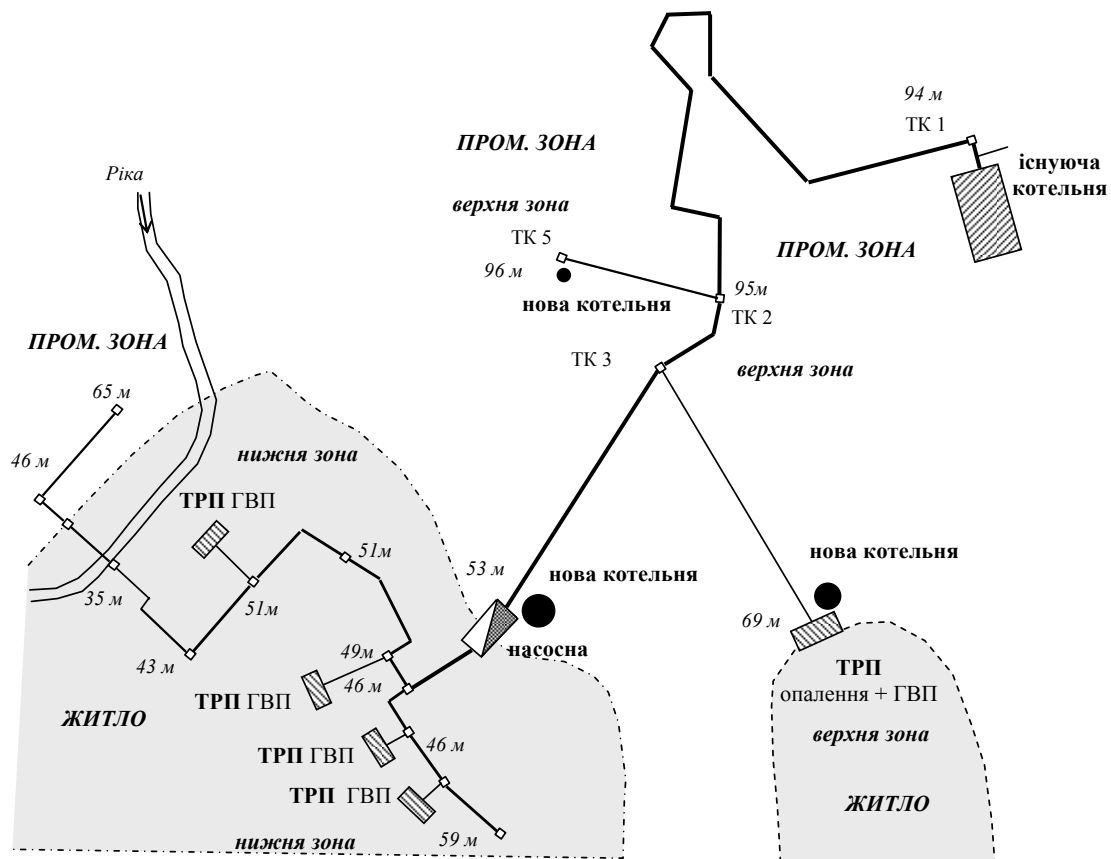 94 м
ТК 1
існуюча
котельня
ПРОМ. ЗОНА
Ріка
верхня зона
ТК 5
96 м
нова котельня
ПРОМ. ЗОНА
95м
ТК 2
ПРОМ. ЗОНА
ТК 3
верхня зона
65 м
46 м
нижня зона
ТРП ГВП
51м
53 м
нова котельня
нова котельня
35 м
51м
69 м
насосна
43 м
49м
46 м
ТРП ГВП
ТРП
опалення + ГВП
ЖИТЛО
верхня зона
ТРП ГВП
46 м
ТРП ГВП
ЖИТЛО
59 м
нижня зона